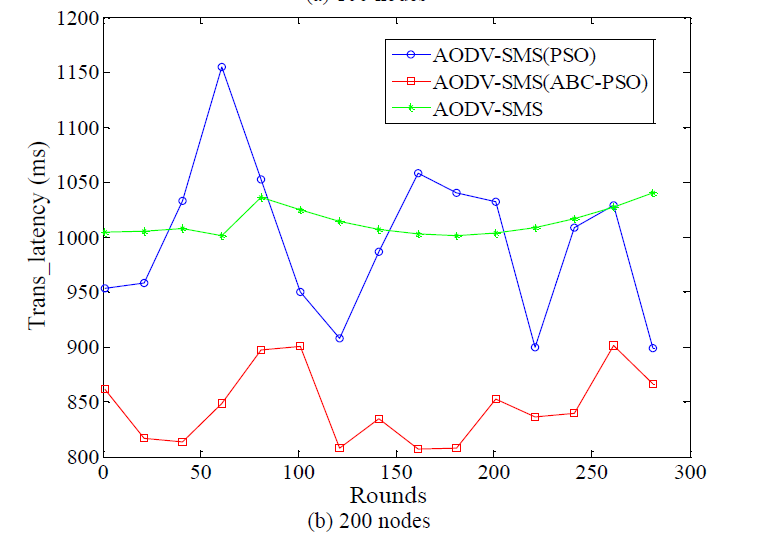 1200
1150
1100
1050
1000
950
900
850
800
Trans_latency (ms)
AODV-SMS(PSO)
AODV-SMS(ABC-PSO)
AODV-SMS
0 50 100 150 200 250 300
Rounds
(b) 200 nodes